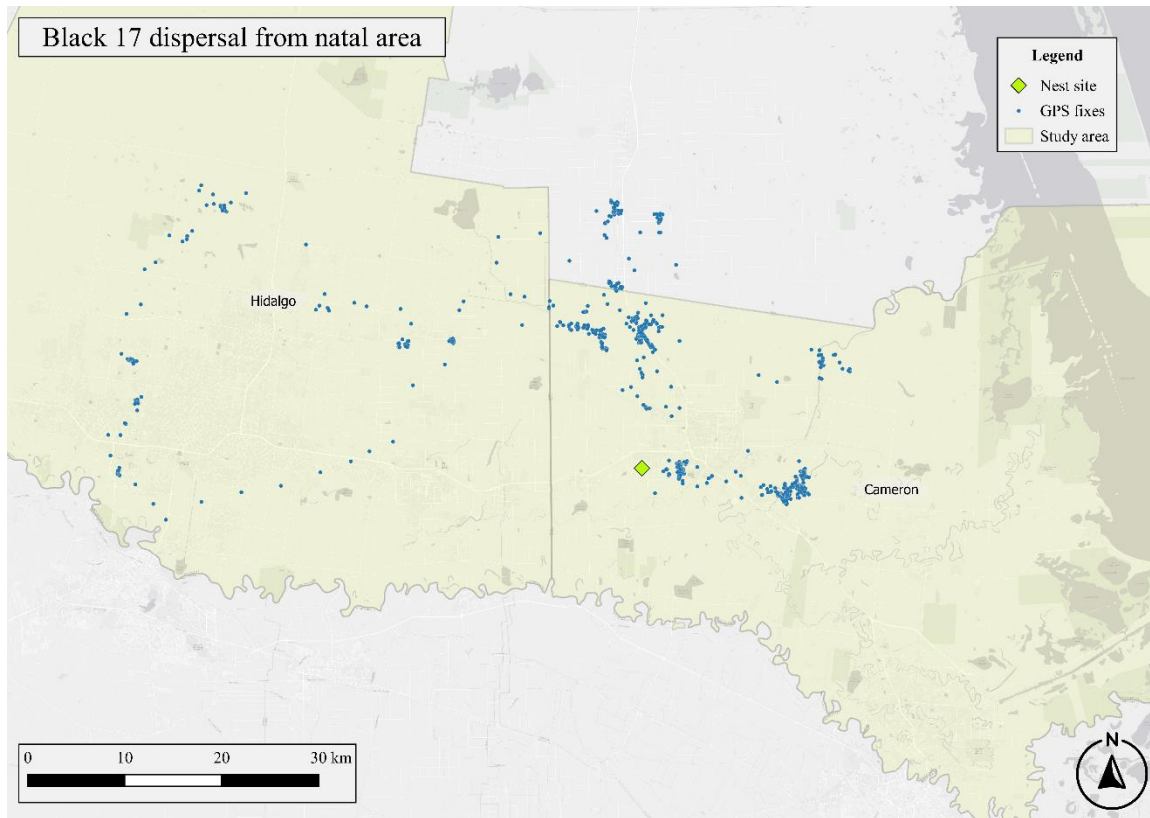 Black 17 dispersal from natal area
Legend
Nest site
GPS fixes
Study area
Hidalgo
Cameron
0 10 20 30 km
N